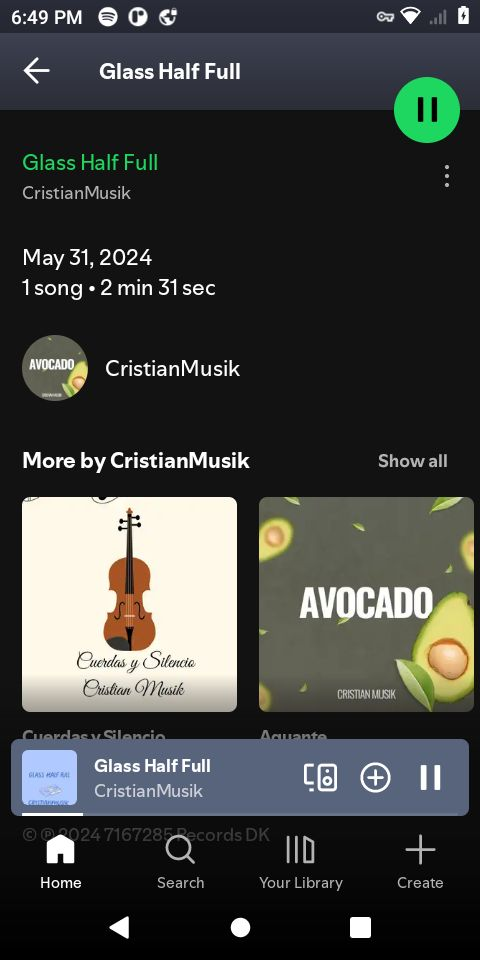 6:49 PM
Glass Half Full
Glass Half Full
CristianMusik
May 31, 2024
1 song • 2 min 31 sec
AVOCADO
CristianMusik
More by CristianMusik
Show all
Cuerdas y Silencio
Cristian Musik
AVOCADO
CRISTIAN MUSIK
Cuerdas y Silencio
Aguante
GLASS HALF FULL
CRISTIANMUSIK
Glass Half Full
CristianMusik
© ℗ 2024 7167285 Records DK
Home
Search
Your Library
Create